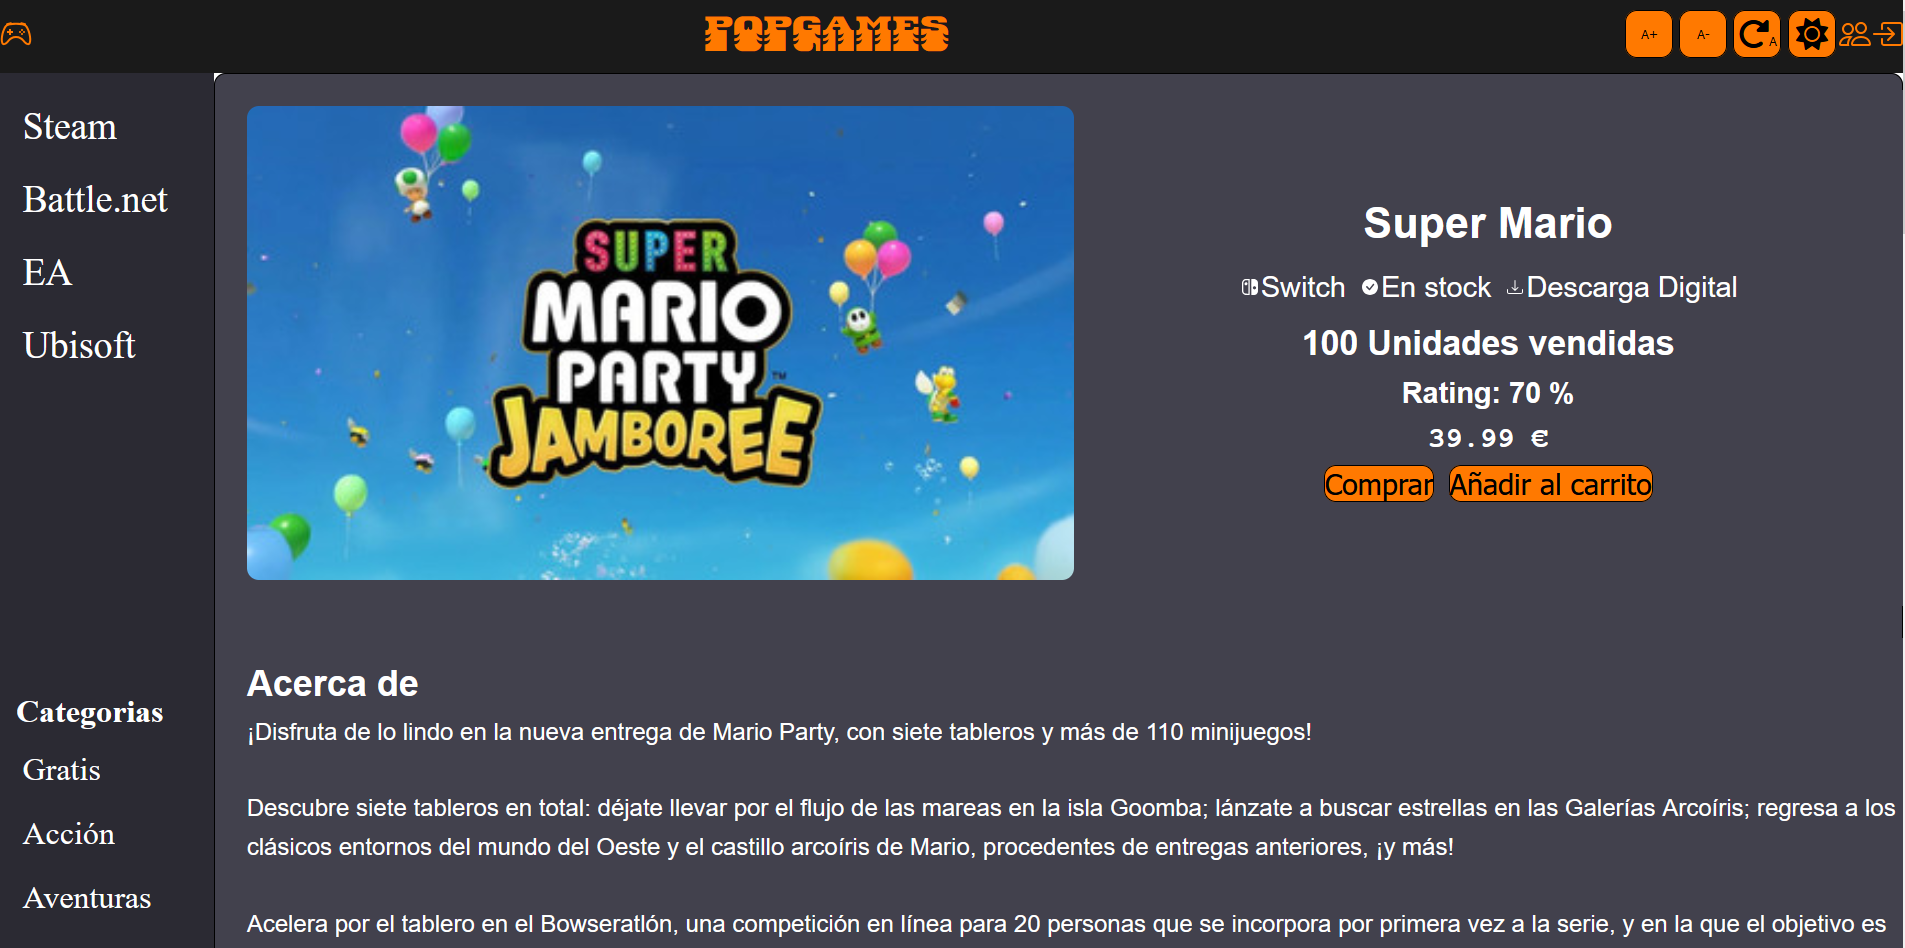 POPGAMES
A+
A-
A
Steam
Battle.net
EA
Ubisoft
Categorias
Gratis
Acción
Aventuras
SUPER
MARIO
PARTY™
JAMBOREE
Super Mario
Switch En stock Descarga Digital
100 Unidades vendidas
Rating: 70 %
39.99 €
Comprar Añadir al carrito
Acerca de
¡Disfruta de lo lindo en la nueva entrega de Mario Party, con siete tableros y más de 110 minijuegos!
Descubre siete tableros en total: déjate llevar por el flujo de las mareas en la isla Goomba; lánzate a buscar estrellas en las Galerías Arcoíris; regresa a los
clásicos entornos del mundo del Oeste y el castillo arcoíris de Mario, procedentes de entregas anteriores, ¡y más!
Acelera por el tablero en el Bowseratlón, una competición en línea para 20 personas que se incorpora por primera vez a la serie, y en la que el objetivo es